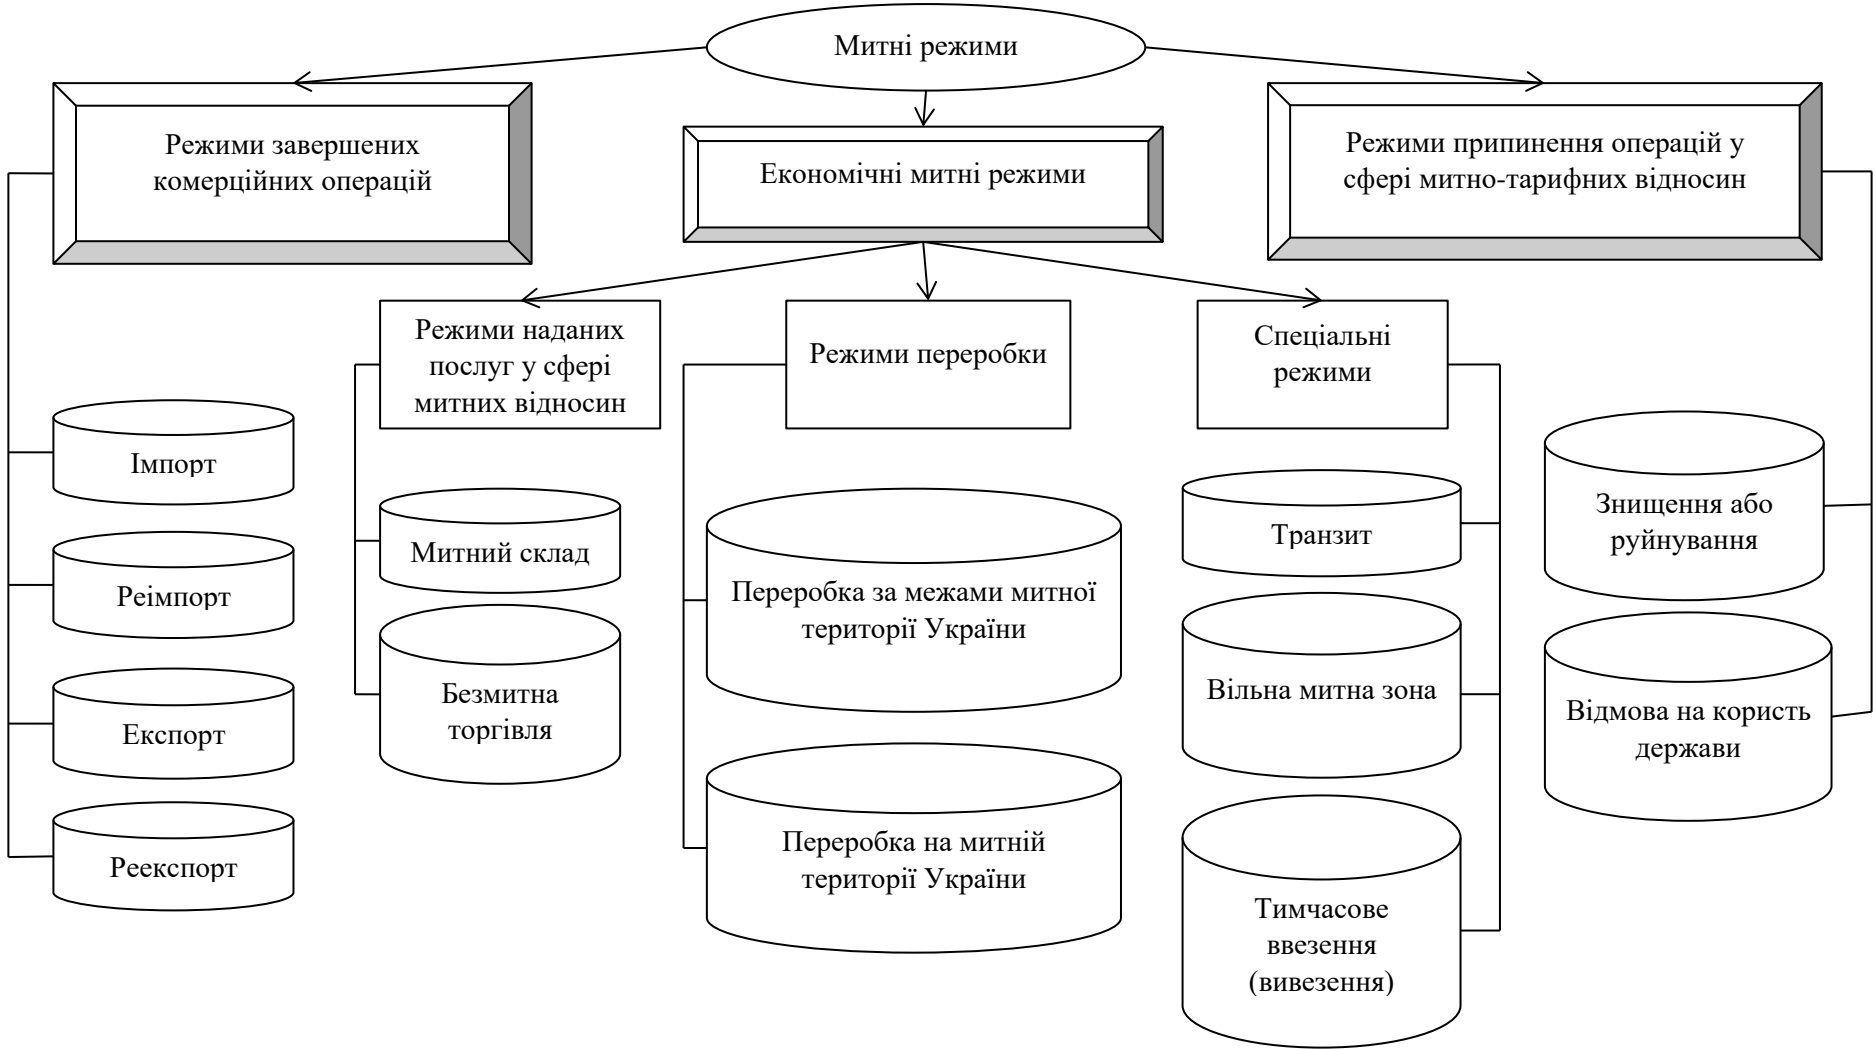 Митні режими
Режими завершених
комерційних операцій
Економічні митні режими
Режими припинення операцій у
сфері митно-тарифних відносин
Режими наданих
послуг у сфері
митних відносин
Режими переробки
Спеціальні
режими
Імпорт
Реімпорт
Експорт
Реекспорт
Митний склад
Безмитна
торгівля
Переробка за межами митної
території України
Переробка на митній
території України
Транзит
Вільна митна зона
Тимчасове
ввезення
(вивезення)
Знищення або
руйнування
Відмова на користь
держави